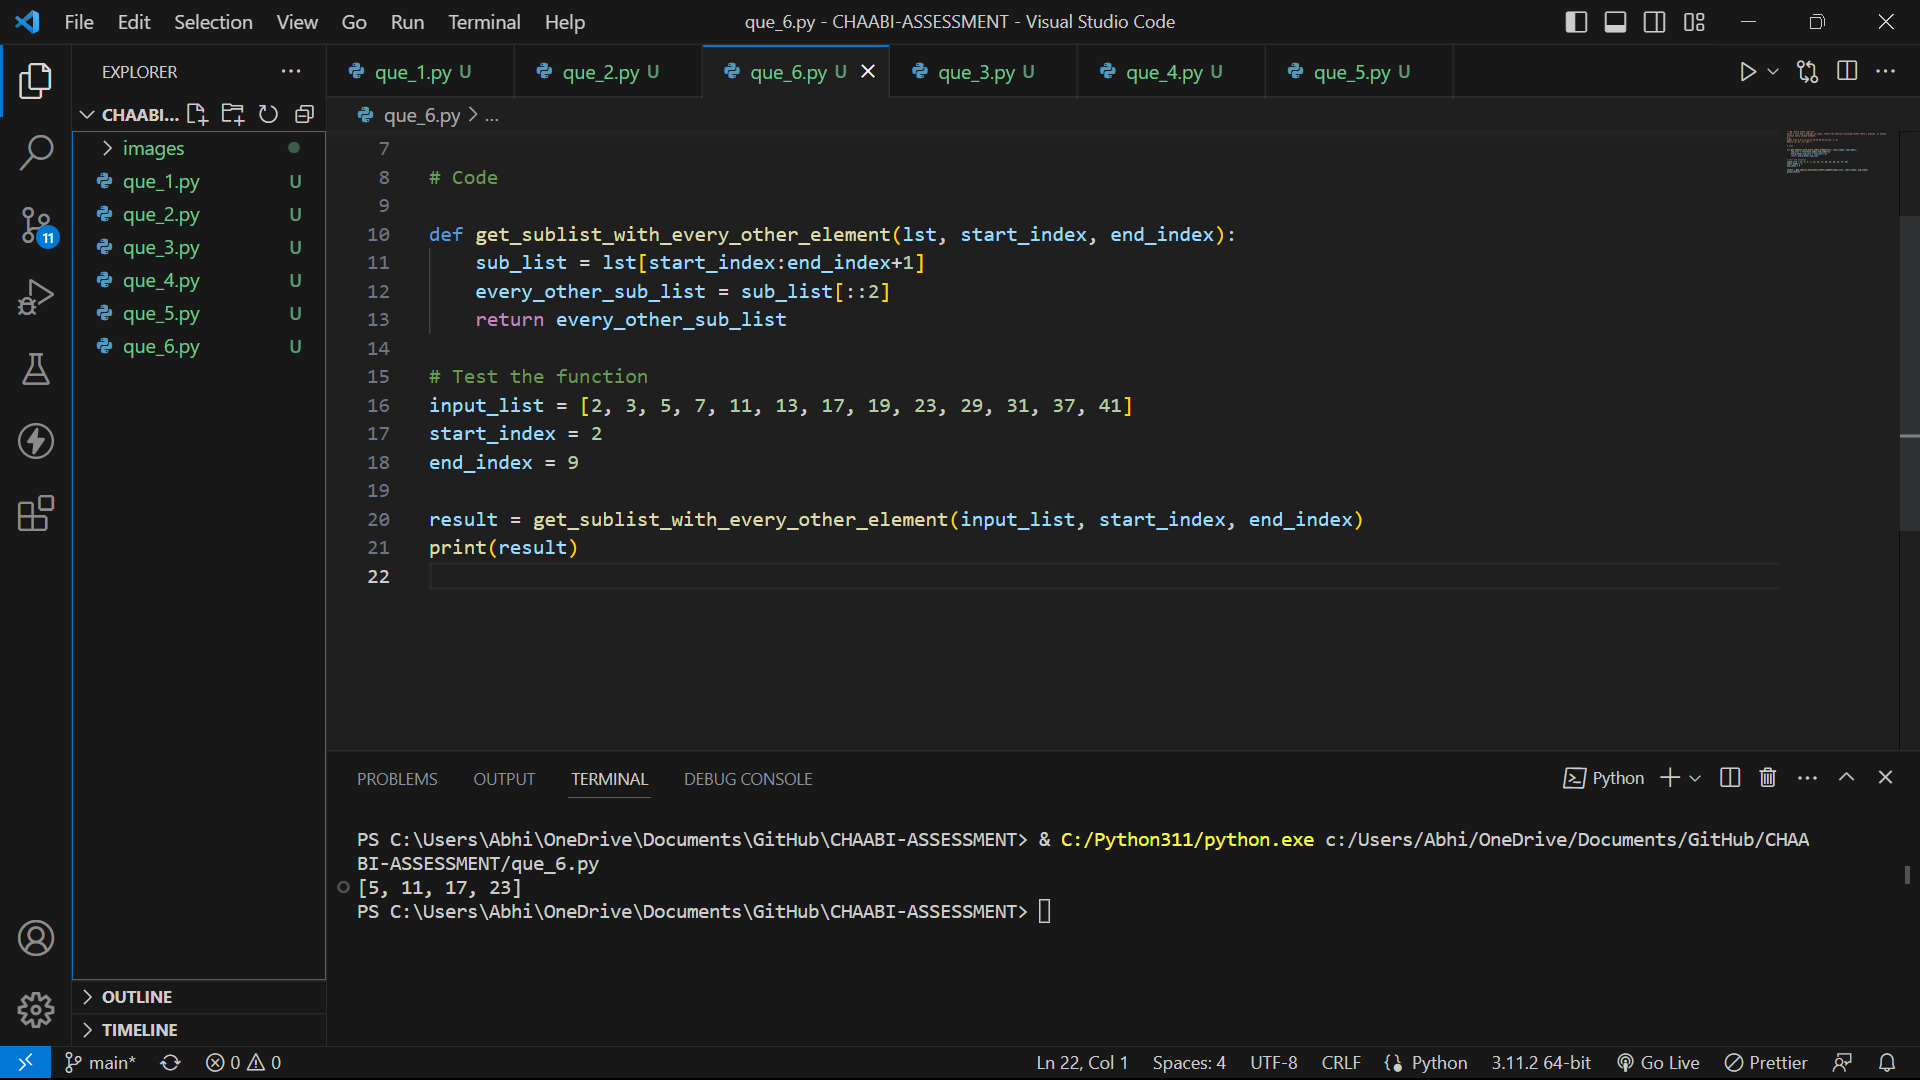 File Edit Selection View Go Run Terminal Help
que_6.py - CHAABI-ASSESSMENT - Visual Studio Code
EXPLORER
CHAABI...
images
que_1.py U
que_2.py U
que_3.py U
que_4.py U
que_5.py U
que_6.py U
11
OUTLINE
TIMELINE
que_1.py U que_2.py U que_6.py U que_3.py U que_4.py U que_5.py U
que_6.py > ...
7
8 # Code
9
10 def get_sublist_with_every_other_element(lst, start_index, end_index):
11 sub_list = lst[start_index:end_index+1]
12 every_other_sub_list = sub_list[::2]
13 return every_other_sub_list
14
15 # Test the function
16 input_list = [2, 3, 5, 7, 11, 13, 17, 19, 23, 29, 31, 37, 41]
17 start_index = 2
18 end_index = 9
19
20 result = get_sublist_with_every_other_element(input_list, start_index, end_index)
21 print(result)
22
PROBLEMS OUTPUT TERMINAL DEBUG CONSOLE
Python
PS C:\Users\Abhi\OneDrive\Documents\GitHub\CHAABI-ASSESSMENT> & C:/Python311/python.exe c:/Users/Abhi/OneDrive/Documents/GitHub/CHAA
BI-ASSESSMENT/que_6.py
[5, 11, 17, 23]
PS C:\Users\Abhi\OneDrive\Documents\GitHub\CHAABI-ASSESSMENT>
main* 0 0 Ln 22, Col 1 Spaces: 4 UTF-8 CRLF Python 3.11.2 64-bit Go Live Prettier